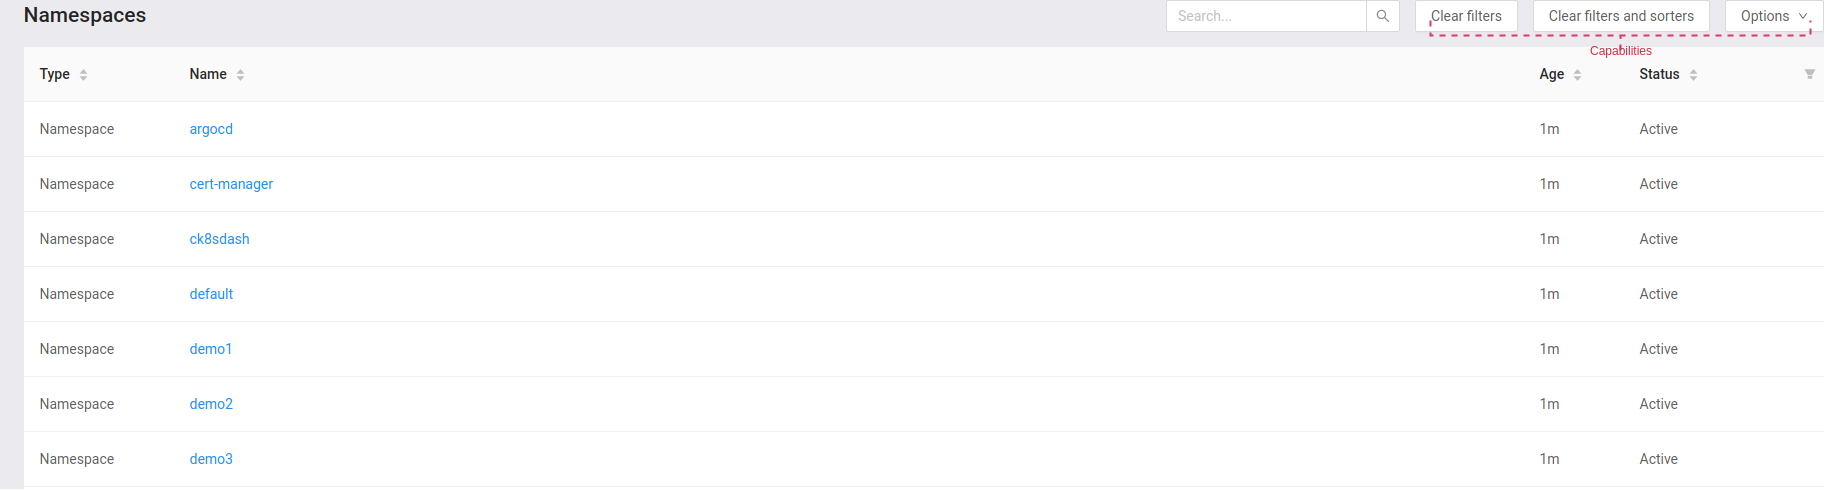 Namespaces
Search...
Clear filters
Clear filters and sorters
Options
Capabilities
Type Name Age Status
Namespace argocd 1m Active
Namespace cert-manager 1m Active
Namespace ck8sdash 1m Active
Namespace default 1m Active
Namespace demo1 1m Active
Namespace demo2 1m Active
Namespace demo3 1m Active